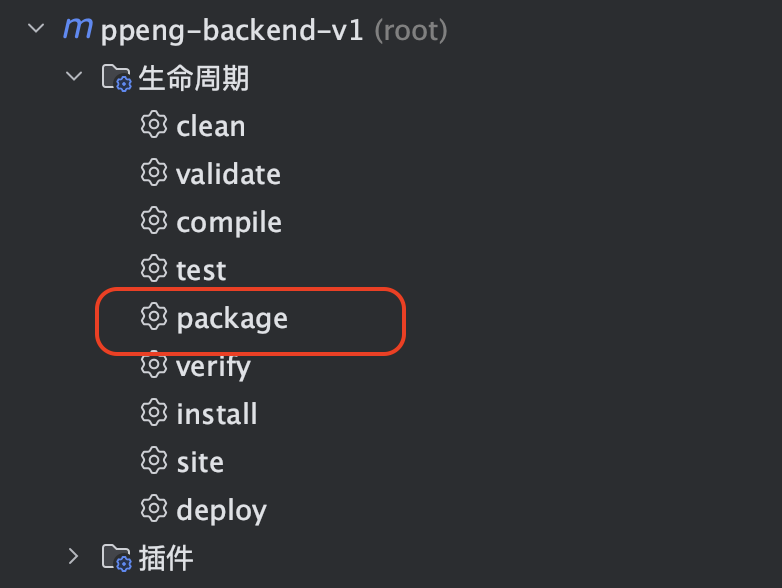 m ppeng-backend-v1 (root)
生命周期
clean
validate
compile
test
package
verify
install
site
deploy
插件